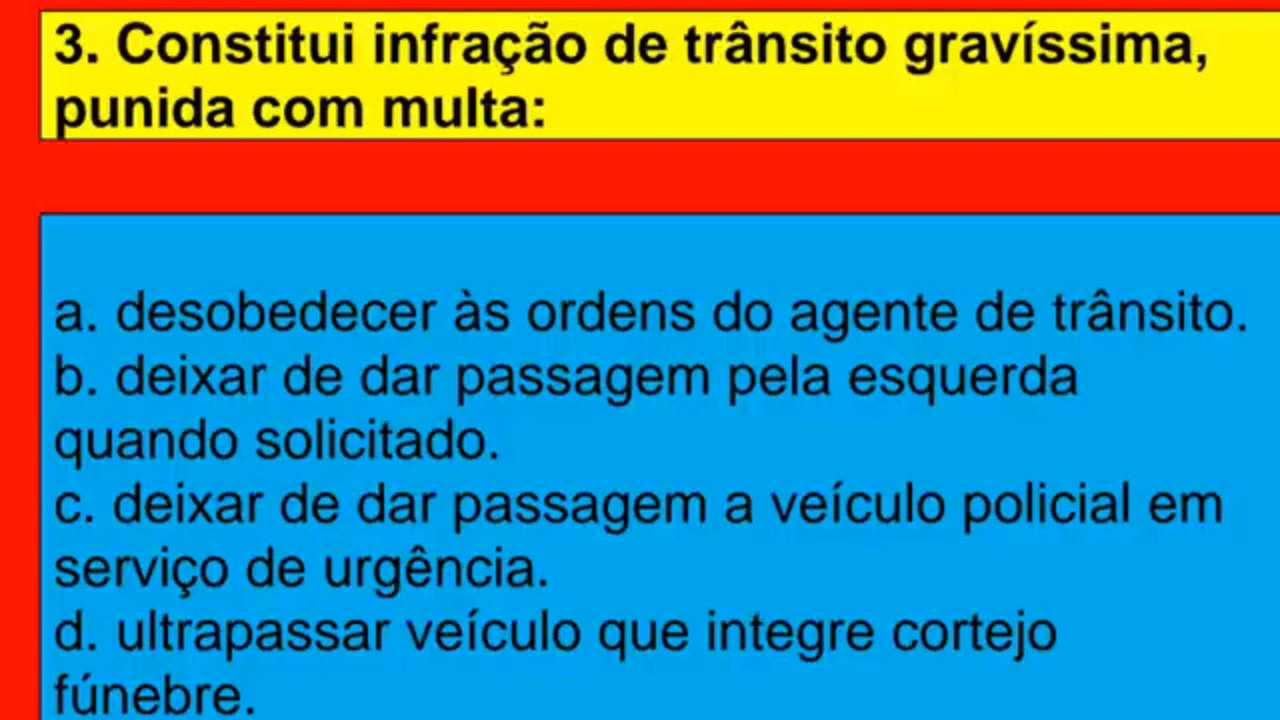 3. Constitui infração de trânsito gravíssima,
punida com multa:
a. desobedecer às ordens do agente de trânsito.
b. deixar de dar passagem pela esquerda
quando solicitado.
c. deixar de dar passagem a veículo policial em
serviço de urgência.
d. ultrapassar veículo que integre cortejo
fúnebre.